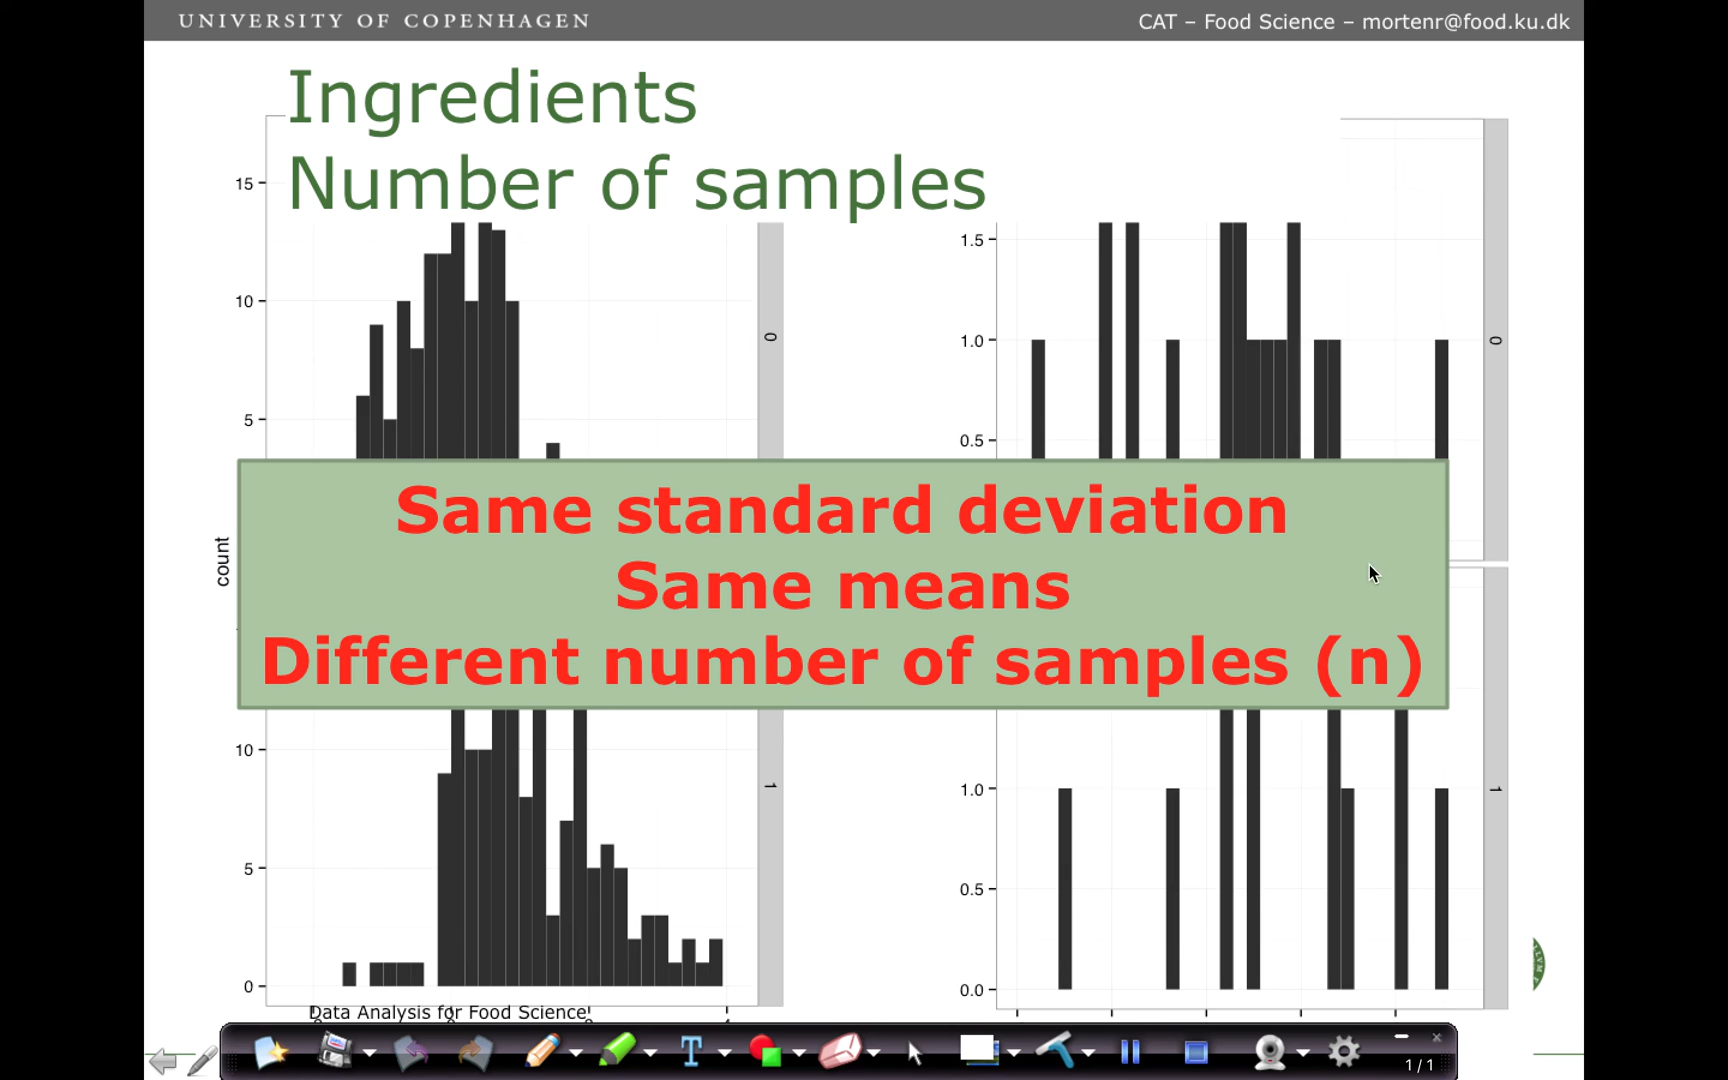 UNIVERSITY OF COPENHAGEN
CAT – Food Science – mortenr@food.ku.dk
Ingredients
Number of samples
15
10
5
0
1.5
1.0
0.5
0
count
Same standard deviation
Same means
Different number of samples (n)
10
5
0
1
1.0
0.5
0.0
1
Data Analysis for Food Science
T
1 / 1